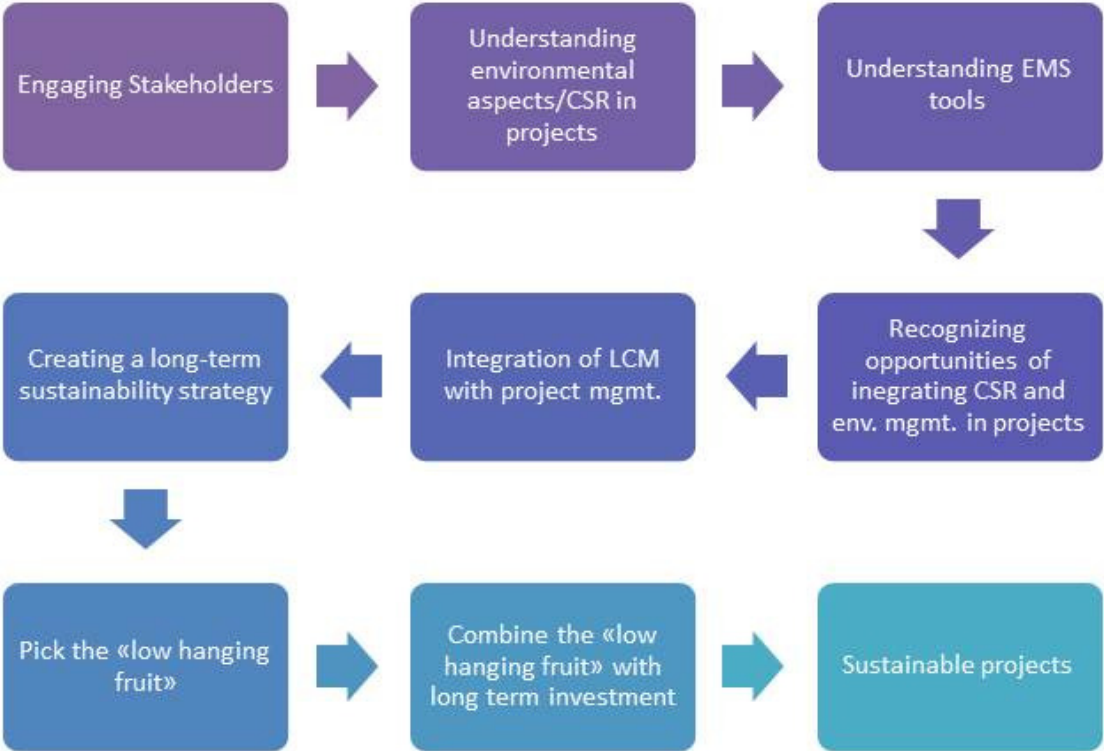 Engaging Stakeholders
Understanding
environmental
aspects/CSR in
projects
Understanding EMS
tools
Recognizing
opportunities of
inegrating CSR and
env. mgmt. in projects
Integration of LCM
with project mgmt.
Creating a long-term
sustainability strategy
Pick the «low hanging
fruit»
Combine the «low
hanging fruit» with
long term investment
Sustainable projects